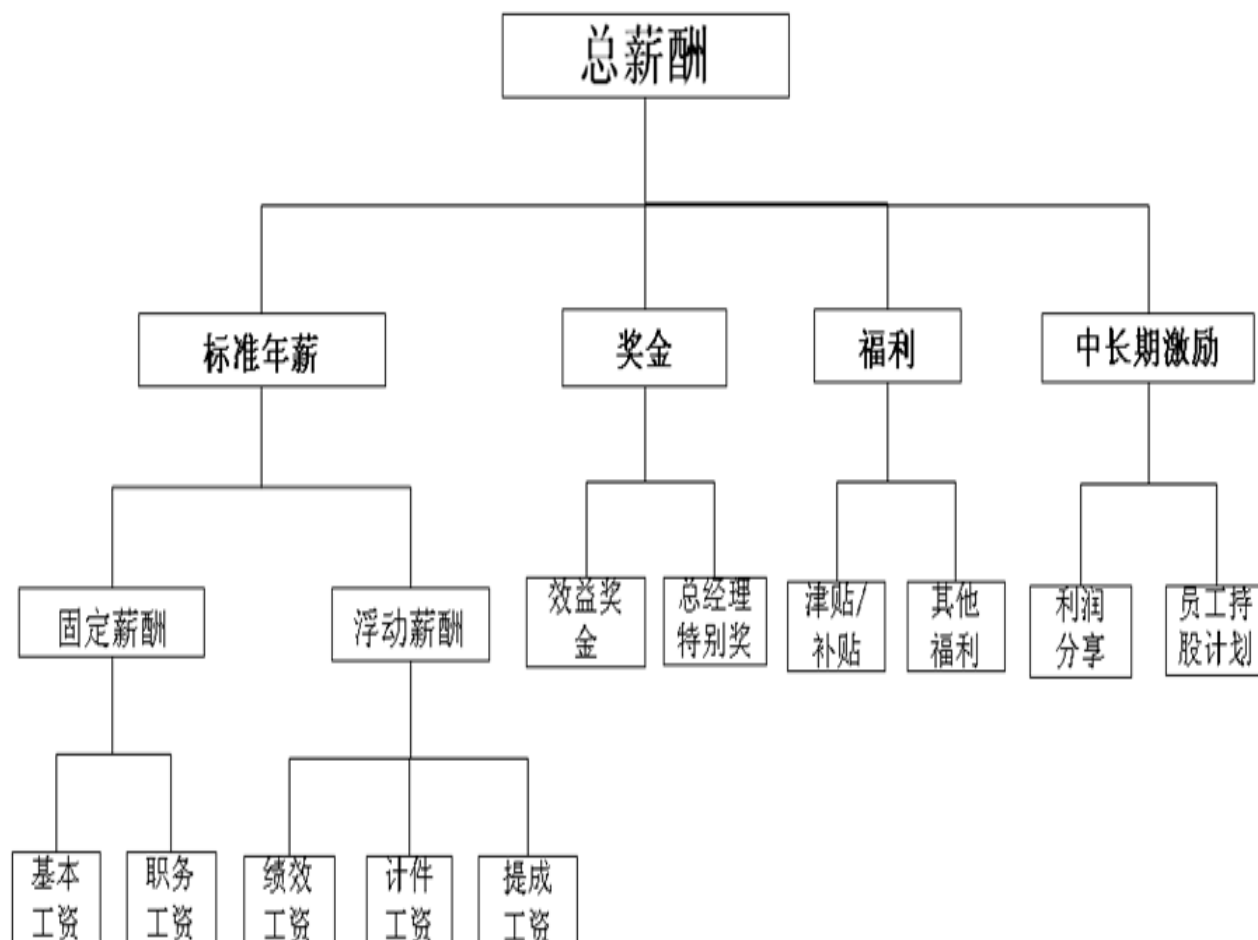 总薪酬
标准年薪
奖金
福利
中长期激励
固定薪酬
浮动薪酬
效益奖
金
总经理
特别奖
津贴/
补贴
其他
福利
利润
分享
员工持
股计划
基本
工资
职务
工资
绩效
工资
计件
工资
提成
工资